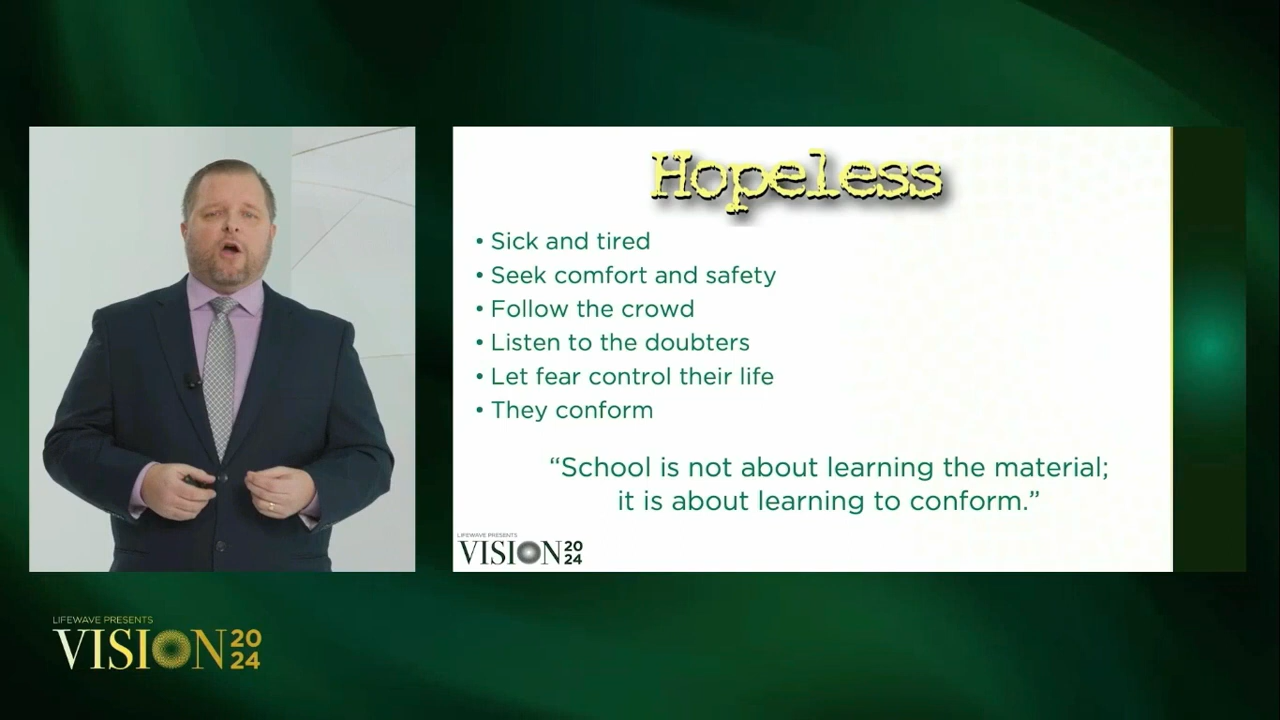 Hopeless
• Sick and tired
• Seek comfort and safety
• Follow the crowd
• Listen to the doubters
• Let fear control their life
• They conform
“School is not about learning the material;
it is about learning to conform.”
LIFEWAVE PRESENTS
VISION 20
24
LIFEWAVE PRESENTS
VISION 20
24